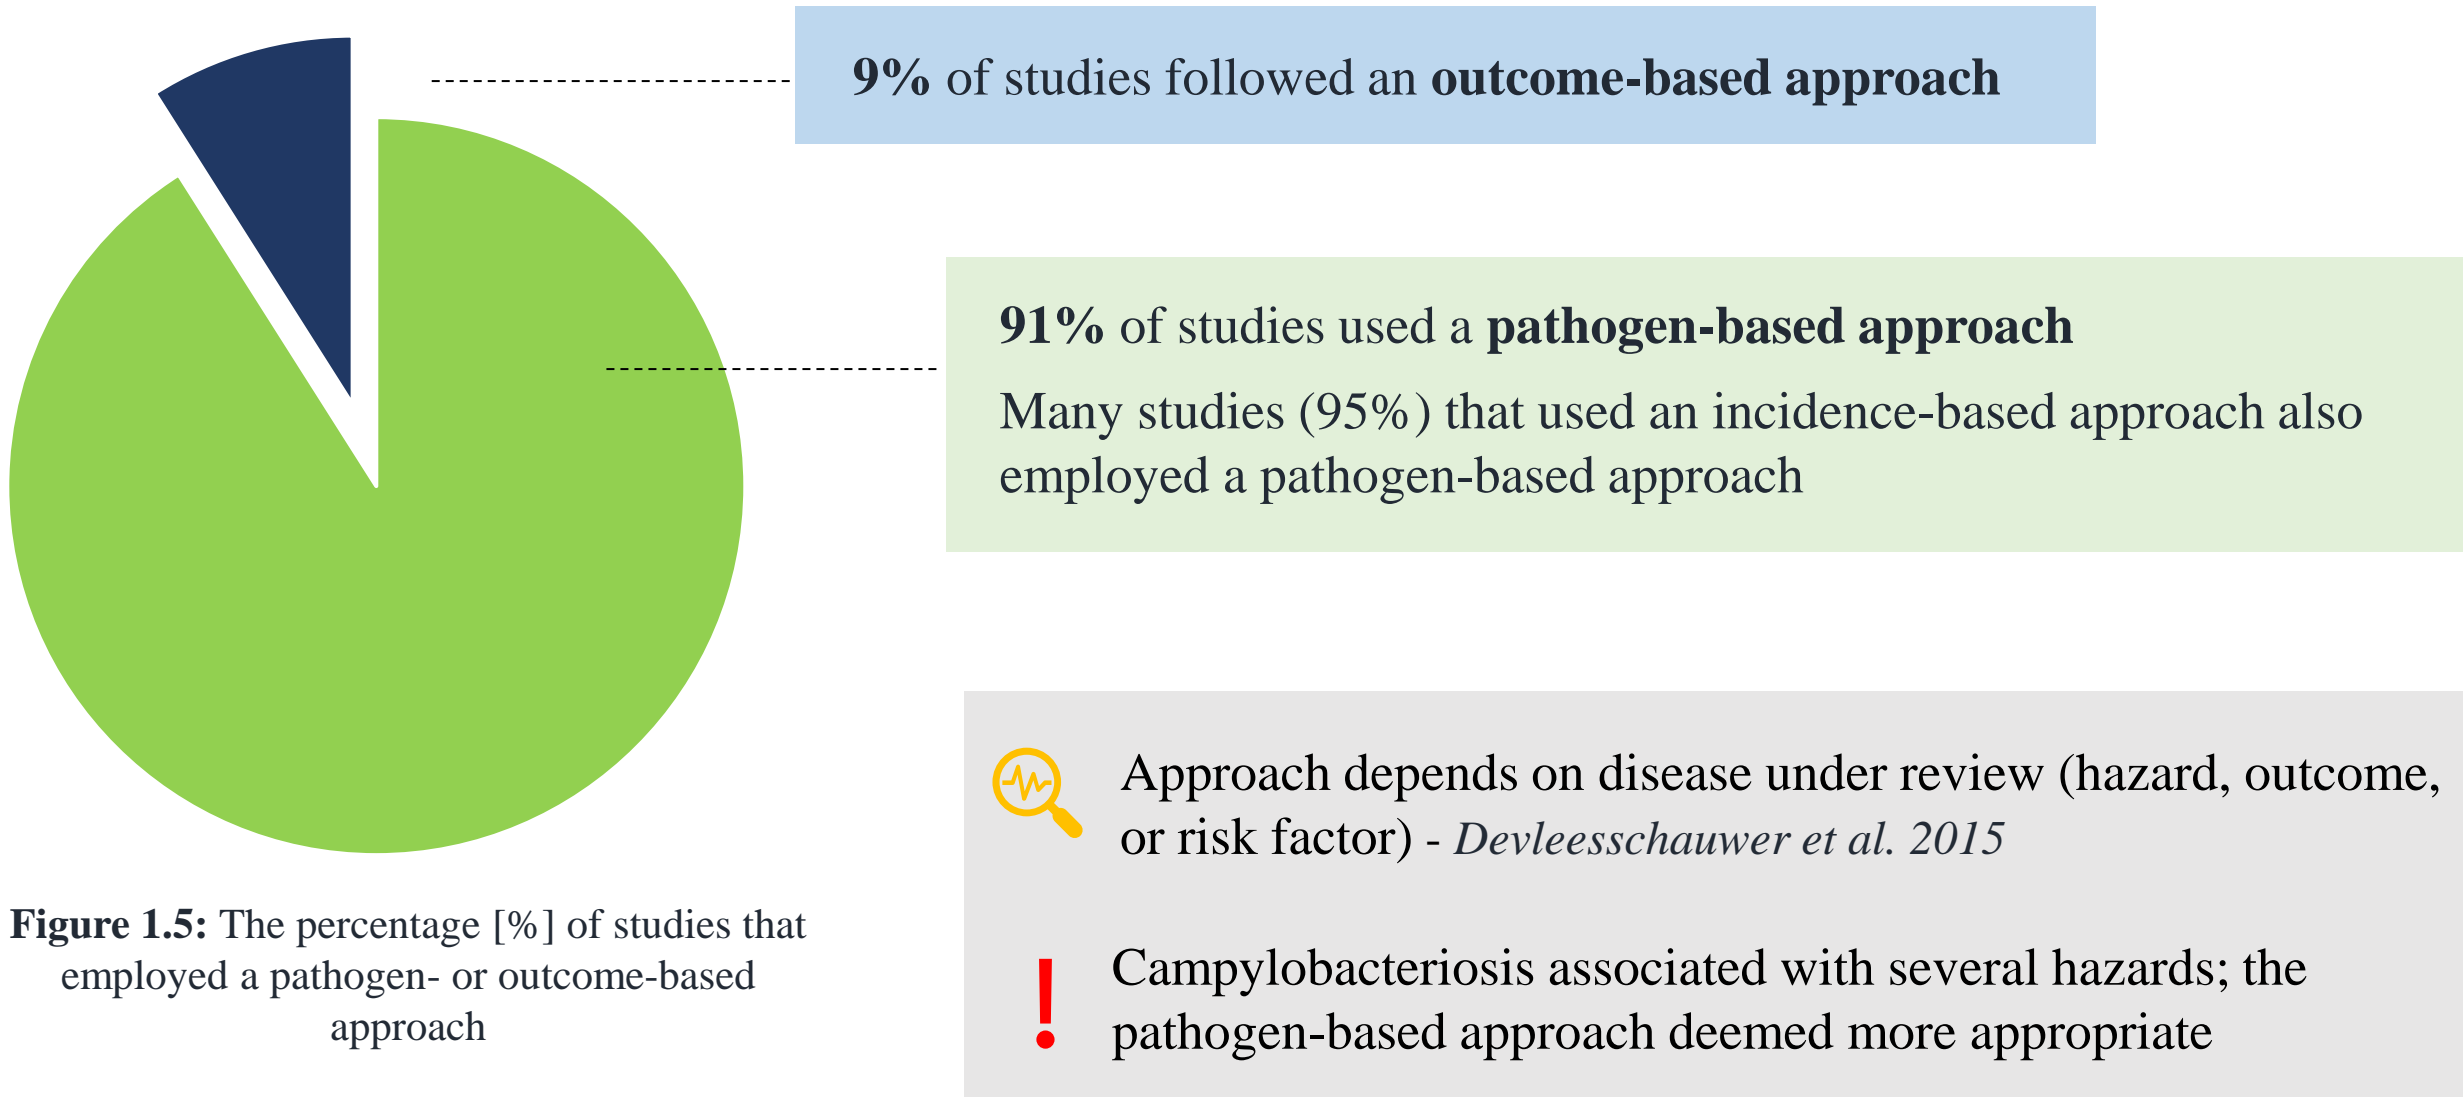 9% of studies followed an outcome-based approach
91% of studies used a pathogen-based approach
Many studies (95%) that used an incidence-based approach also
employed a pathogen-based approach
Approach depends on disease under review (hazard, outcome,
or risk factor) - Devleesschauwer et al. 2015
Campylobacteriosis associated with several hazards; the
pathogen-based approach deemed more appropriate
Figure 1.5: The percentage [%] of studies that
employed a pathogen- or outcome-based
approach